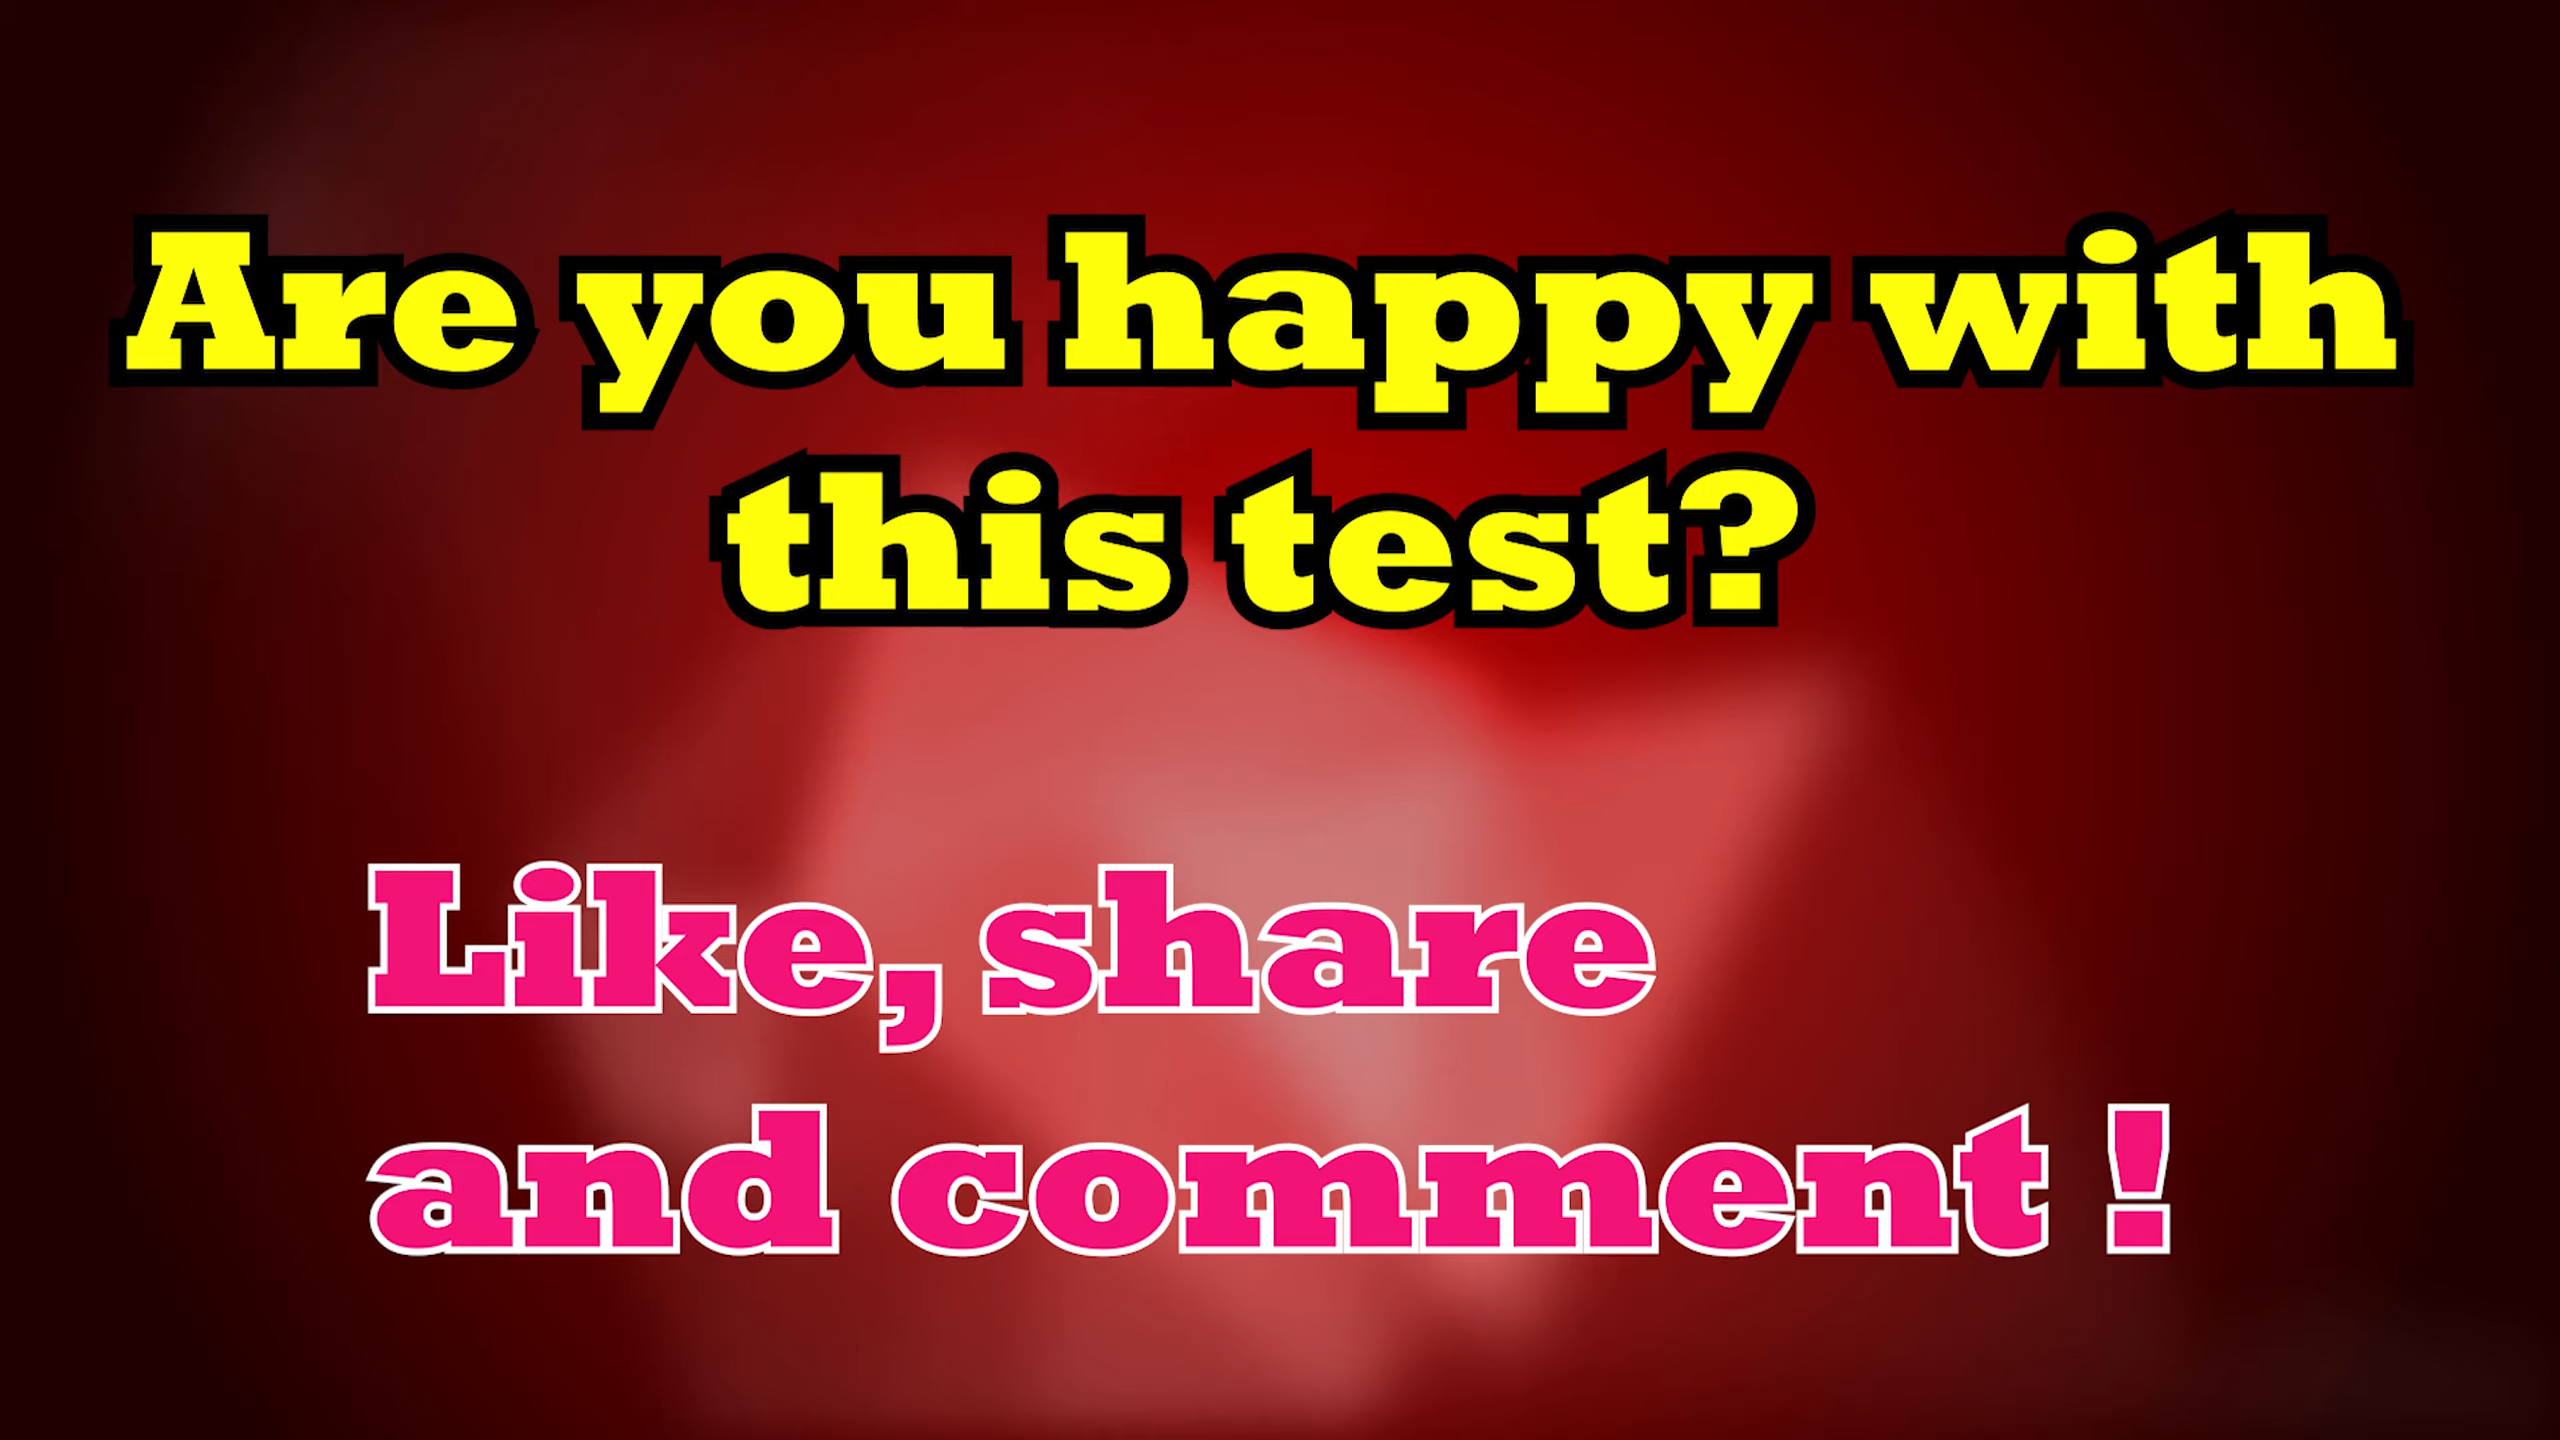 Are you happy with
this test?
Like, share
and comment !